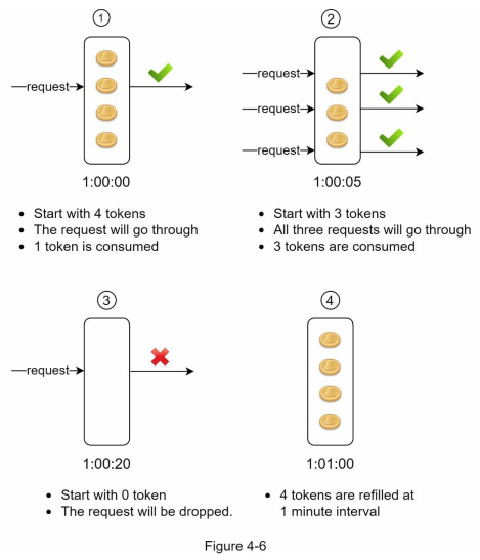 1
2
request
request
request
request
1:00:00
1:00:05
• Start with 4 tokens
• The request will go through
• 1 token is consumed
• Start with 3 tokens
• All three requests will go through
• 3 tokens are consumed
3
4
request
1:00:20
1:01:00
• Start with 0 token
• The request will be dropped.
• 4 tokens are refilled at
1 minute interval
Figure 4-6